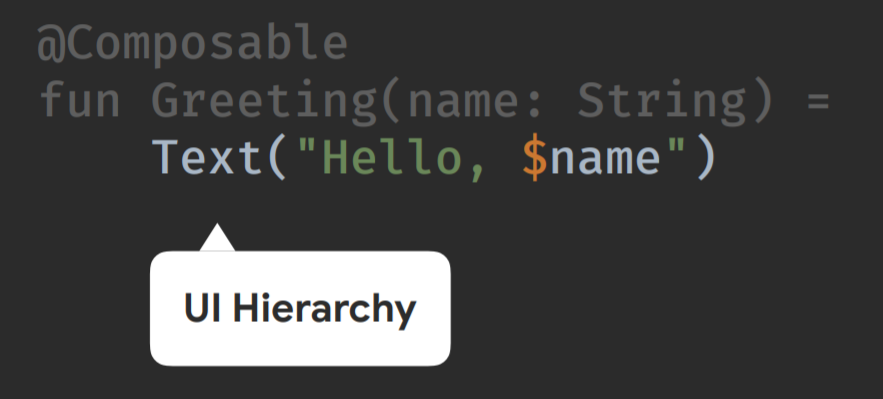 @Composable
fun Greeting(name: String) =
    Text("Hello, $name")
UI Hierarchy